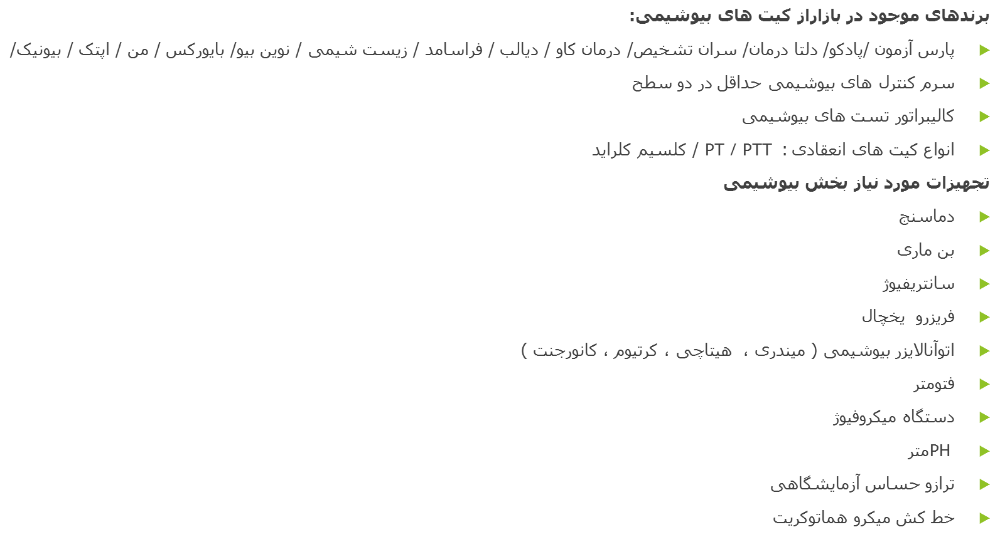 برندهای موجود در بازاراز کیت های بیوشیمی:
پارس آزمون /پادکو/ دلتا درمان/ سران تشخیص/ درمان کاو / دیالب / فراسامد / زیست شیمی / نوین بیو/ بایورکس / من / اپتک / بیونیک/
سرم کنترل های بیوشیمی حداقل در دو سطح
کالیبراتور تست های بیوشیمی
انواع کیت های انعقادی : PT / PTT / کلسیم کلراید
تجهیزات مورد نیاز بخش بیوشیمی
دماسنج
بن ماری
سانتریفیوژ
فریزرو یخچال
اتوآنالایزر بیوشیمی ( میندری ، هیتاچی ، کرتیوم ، کانورجنت )
فتومتر
دستگاه میکروفیوژ
PHمتر
ترازو حساس آزمایشگاهی
خط کش میکرو هماتوکریت